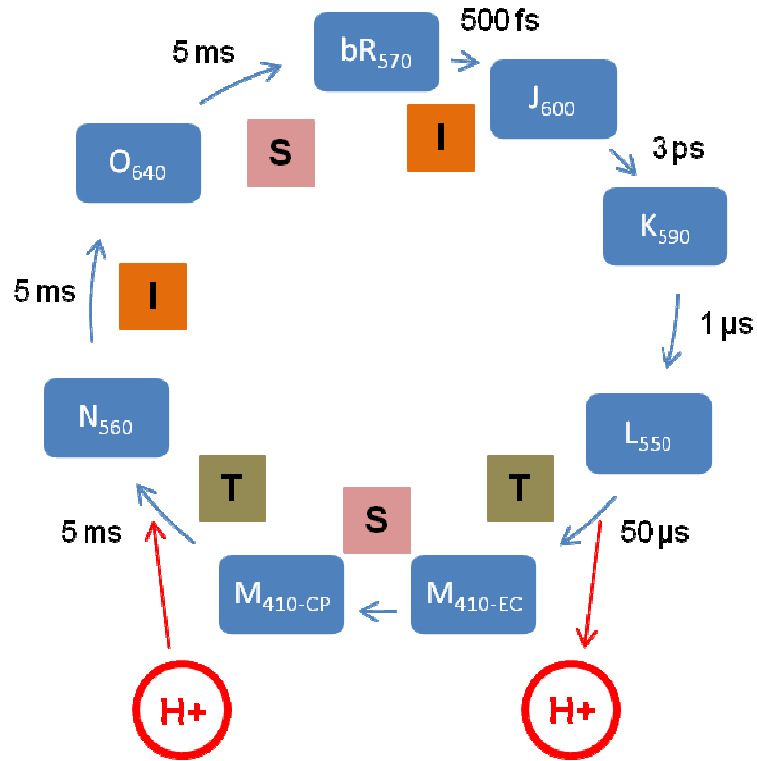 500 fs
5 ms
bR570
J600
I
S
3 ps
O640
K590
5 ms
I
1 µs
N560
L550
T
T
S
5 ms
50 µs
M410-CP
M410-EC
H+
H+